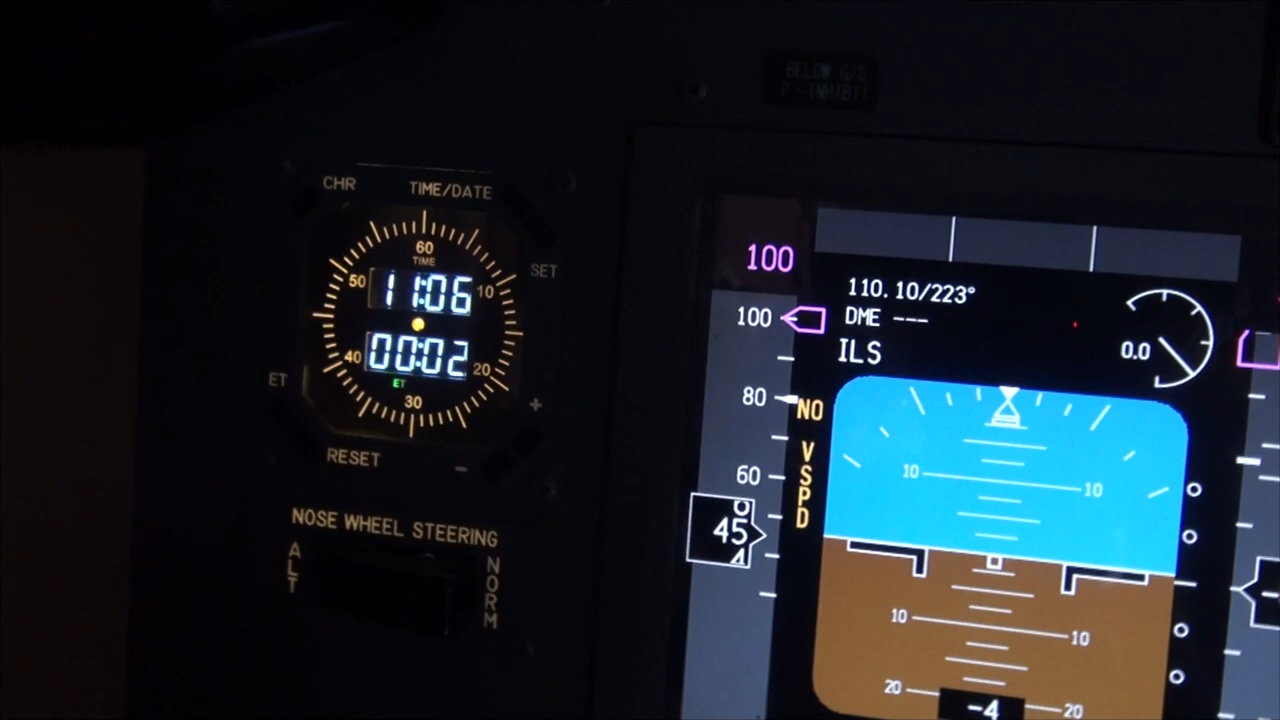 BELOW G/S
P-INHIBIT
CHR
TIME/DATE
60
TIME
50
11:06
10
SET
00:02
40
20
ET
ET
30
+
RESET
-
NOSE WHEEL STEERING
ALT
NORM
100
110.10/223°
100
DME ---
0.0
ILS
80
NO
VSPD
10
10
60
45
10
10
20
20
-4